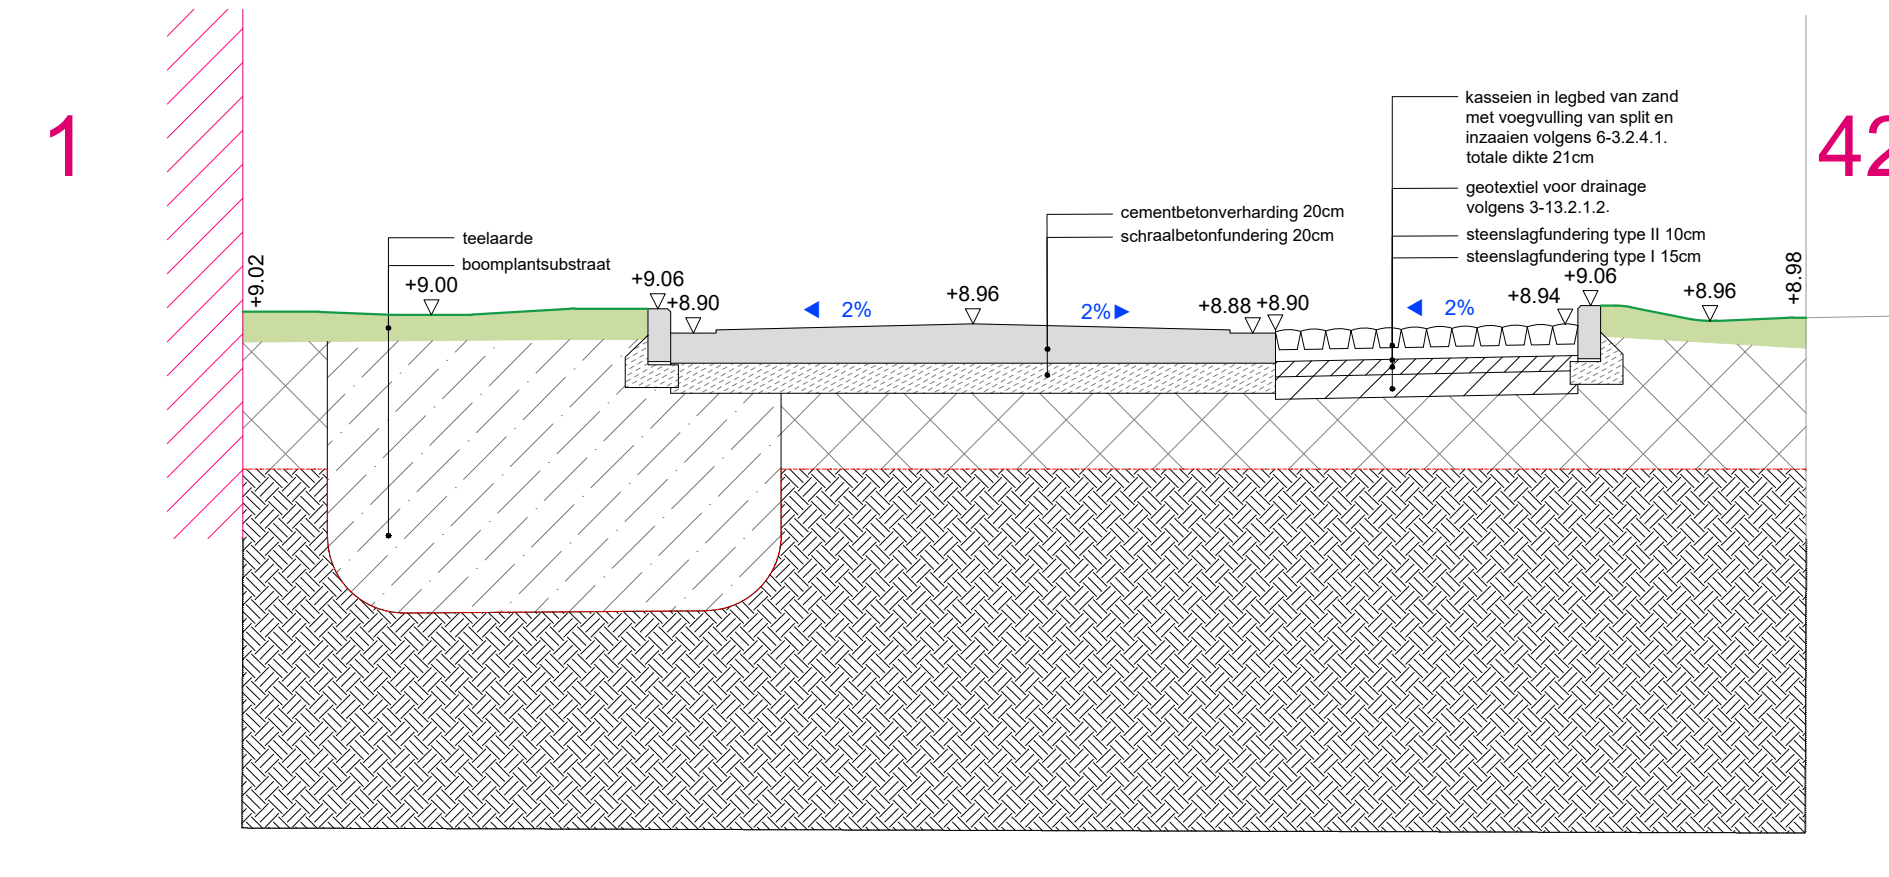 1
42
kasseien in legbed van zand
met voegvulling van split en
inzaaien volgens 6-3.2.4.1.
totale dikte 21cm
geotextiel voor drainage
volgens 3-13.2.1.2.
cementbetonverharding 20cm
schraalbetonfundering 20cm
steenslagfundering type II 10cm
steenslagfundering type I 15cm
teelaarde
boomplantsubstraat
+9.02
+9.00
+9.06
+8.90
2%
+8.96
2%
+8.88
+8.90
2%
+8.94
+9.06
+8.96
+8.98